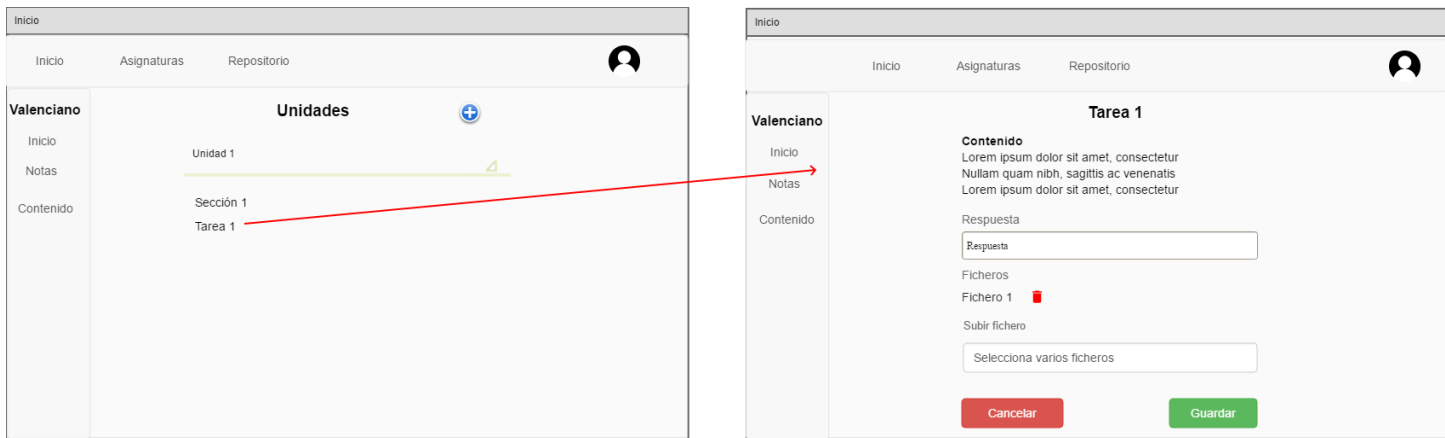 Inicio
Inicio Asignaturas Repositorio
Valenciano
Inicio
Notas
Contenido
Unidades
Unidad 1
Sección 1
Tarea 1
Inicio
Inicio Asignaturas Repositorio
Valenciano
Inicio
Notas
Contenido
Tarea 1
Contenido
Lorem ipsum dolor sit amet, consectetur
Nullam quam nibh, sagittis ac venenatis
Lorem ipsum dolor sit amet, consectetur
Respuesta
Respuesta
Ficheros
Fichero 1
Subir fichero
Selecciona varios ficheros
Cancelar Guardar